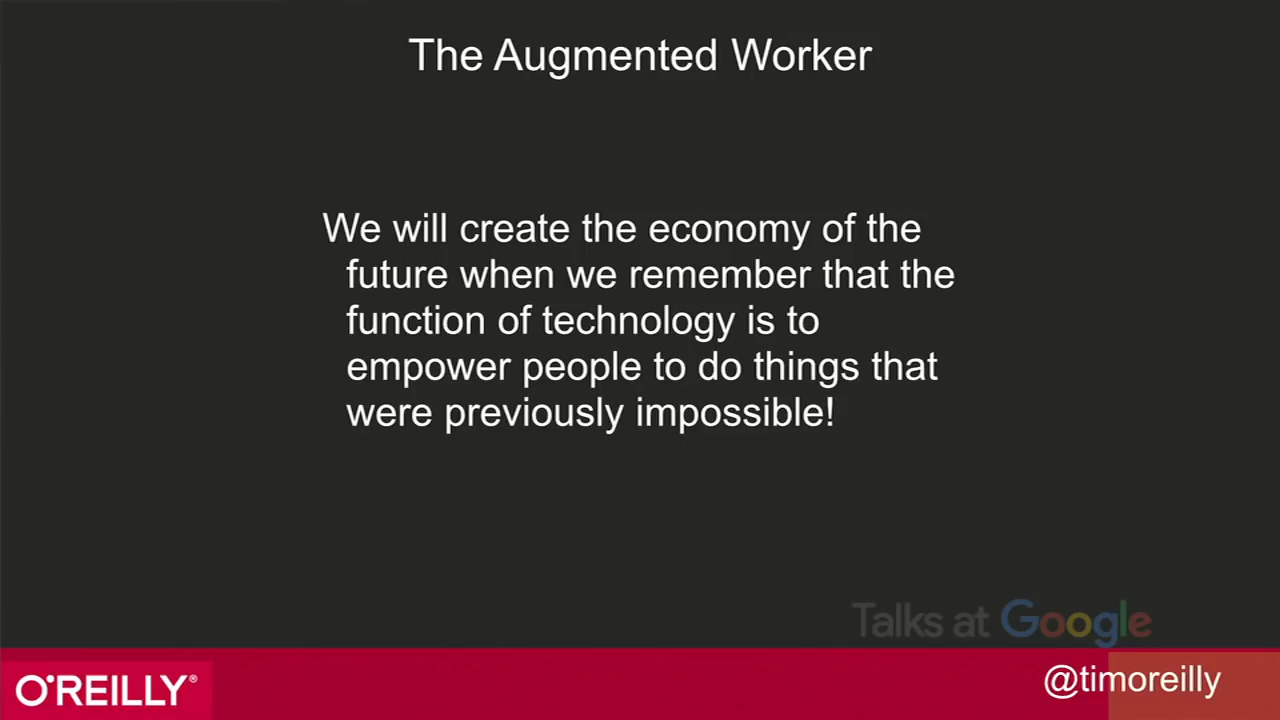 The Augmented Worker
We will create the economy of the
future when we remember that the
function of technology is to
empower people to do things that
were previously impossible!
Talks at Google
O'REILLY®
@timoreilly